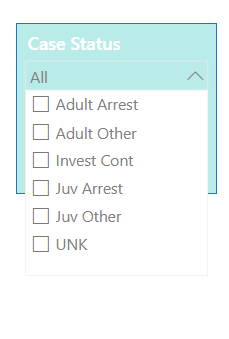 Case Status
All
Adult Arrest
Adult Other
Invest Cont
Juv Arrest
Juv Other
UNK